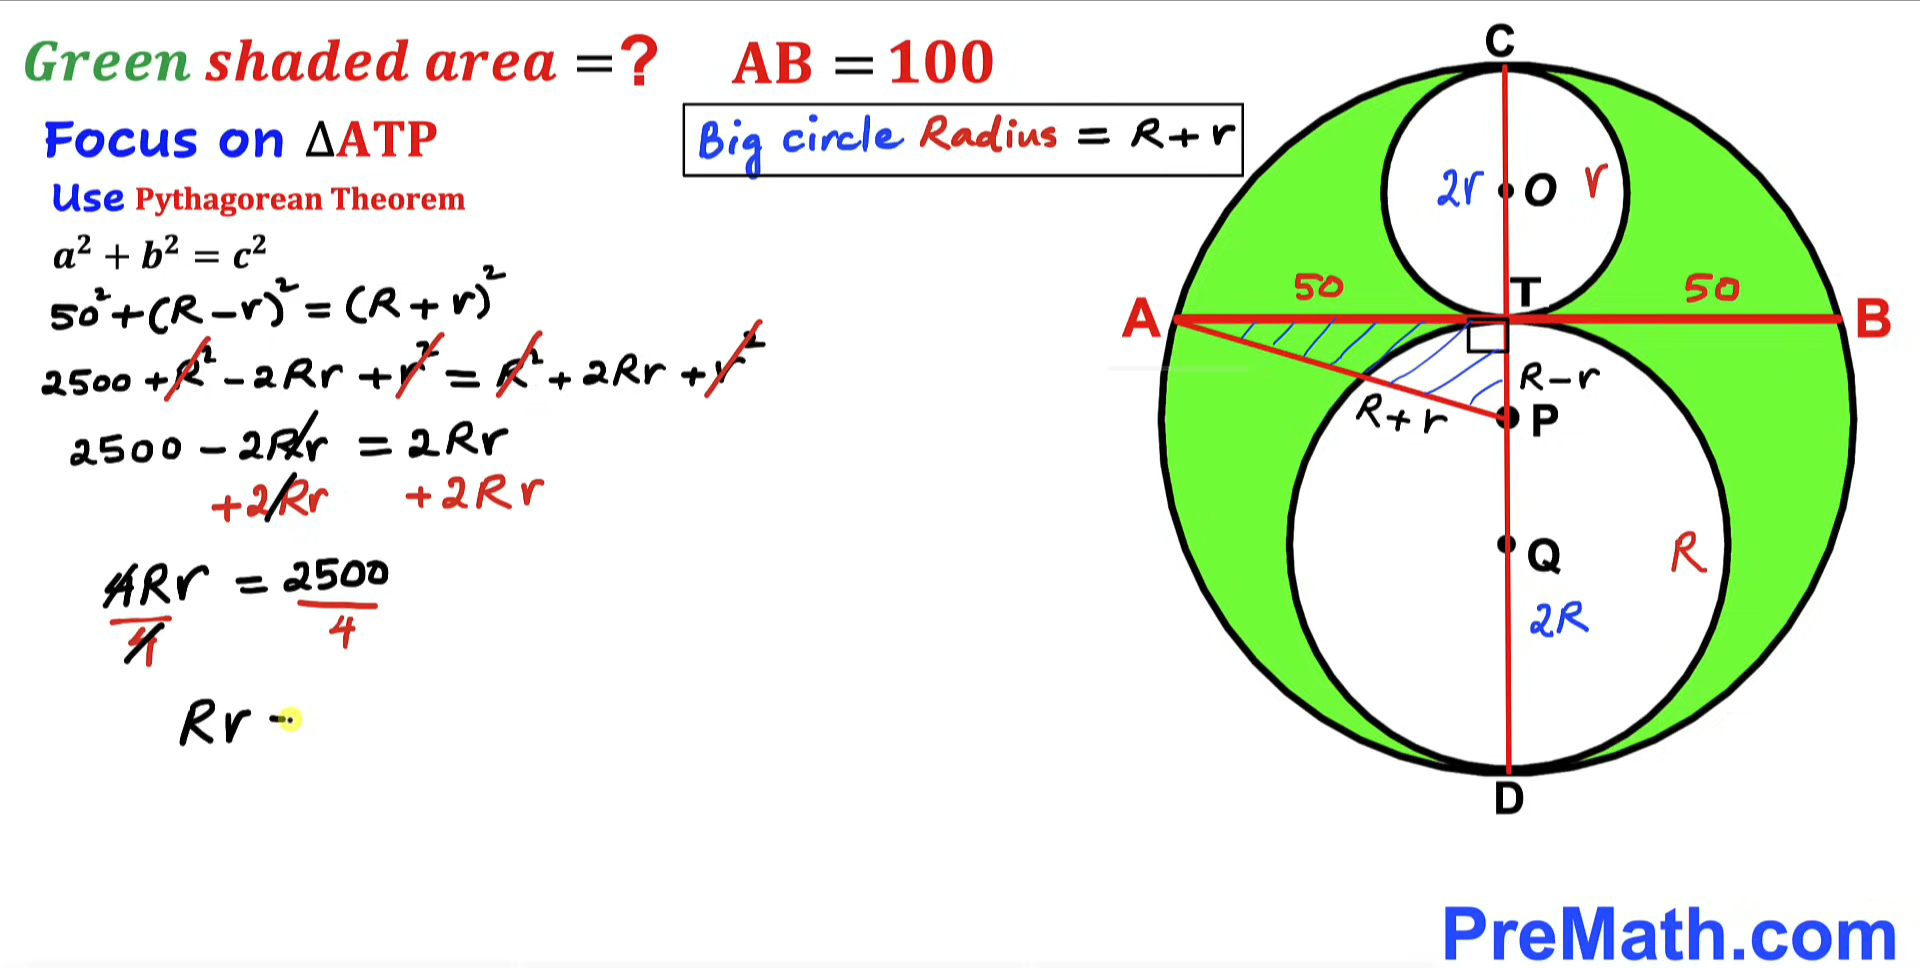 Green shaded area = ? AB = 100
Focus on ΔATP
Big circle Radius = R+r
Use Pythagorean Theorem
a² + b² = c²
50² + (R-r)² = (R+r)²
2500 + R² - 2Rr + r² = R² + 2Rr + r²
2500 - 2Rr = 2Rr
+2Rr +2Rr
4Rr = 2500
4 4
Rr -
C
2r O r
50 T 50
A B
R-r
R+r P
Q R
2R
D
PreMath.com